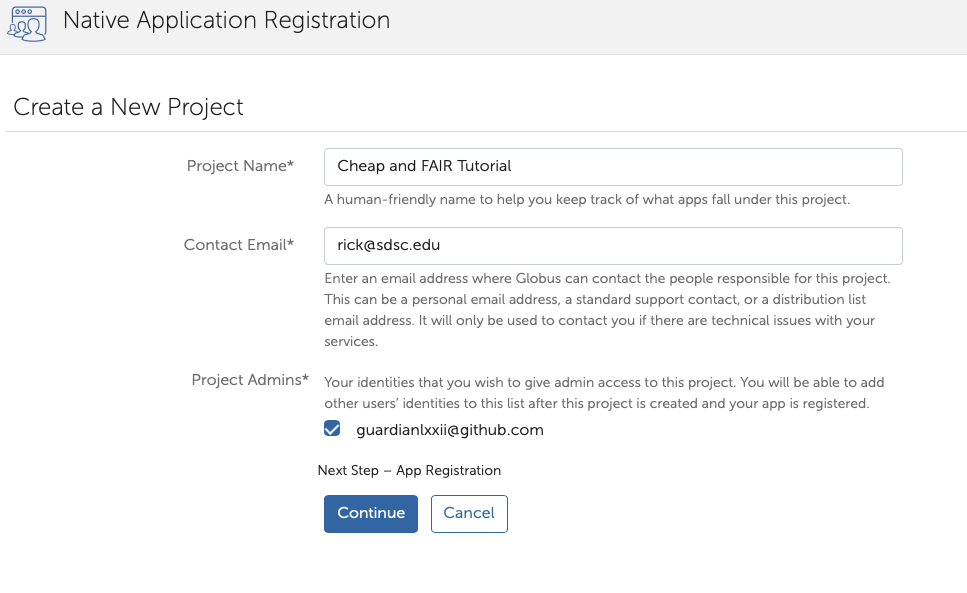 Native Application Registration
Create a New Project
Project Name*
Cheap and FAIR Tutorial
A human-friendly name to help you keep track of what apps fall under this project.
Contact Email*
rick@sdsc.edu
Enter an email address where Globus can contact the people responsible for this project.
This can be a personal email address, a standard support contact, or a distribution list
email address. It will only be used to contact you if there are technical issues with your
services.
Project Admins*
Your identities that you wish to give admin access to this project. You will be able to add
other users’ identities to this list after this project is created and your app is registered.
guardianlxxii@github.com
Next Step – App Registration
Continue
Cancel